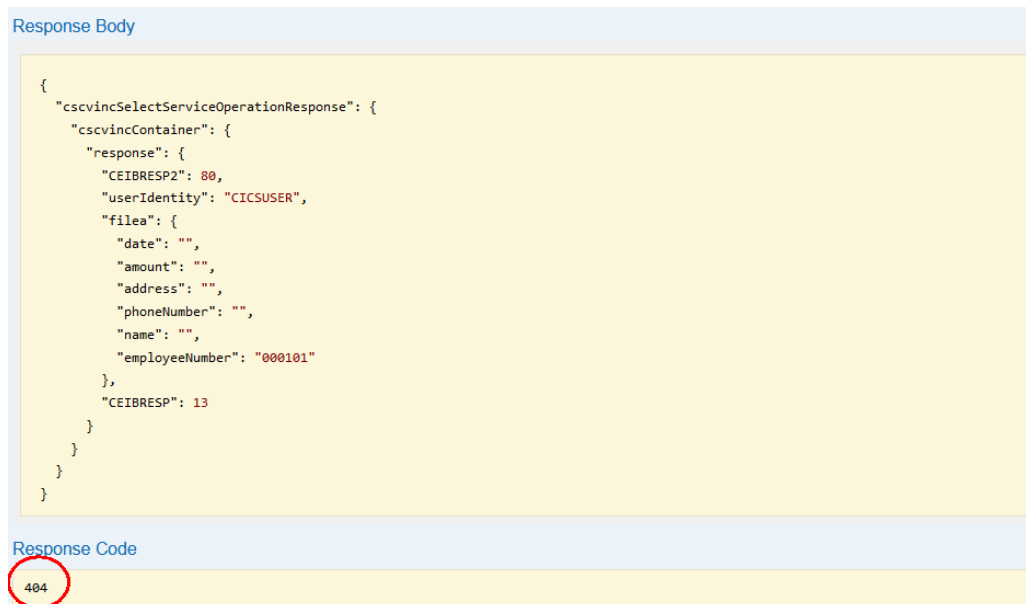 Response Body
{
"cscvincSelectServiceOperationResponse": {
"cscvincContainer": {
"response": {
"CEIBRESP2": 80,
"userIdentity": "CICSUSER",
"filea": {
"date": "",
"amount": "",
"address": "",
"phoneNumber": "",
"name": "",
"employeeNumber": "000101"
},
"CEIBRESP": 13
}
}
}
}
Response Code
404